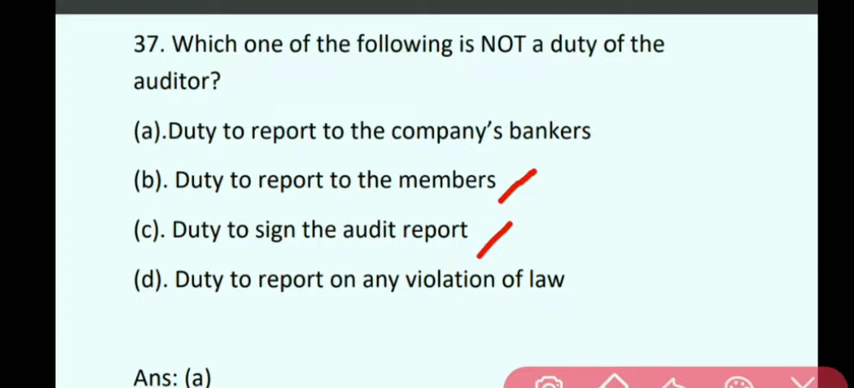 37. Which one of the following is NOT a duty of the
auditor?
(a).Duty to report to the company’s bankers
(b). Duty to report to the members
(c). Duty to sign the audit report
(d). Duty to report on any violation of law
Ans: (a)